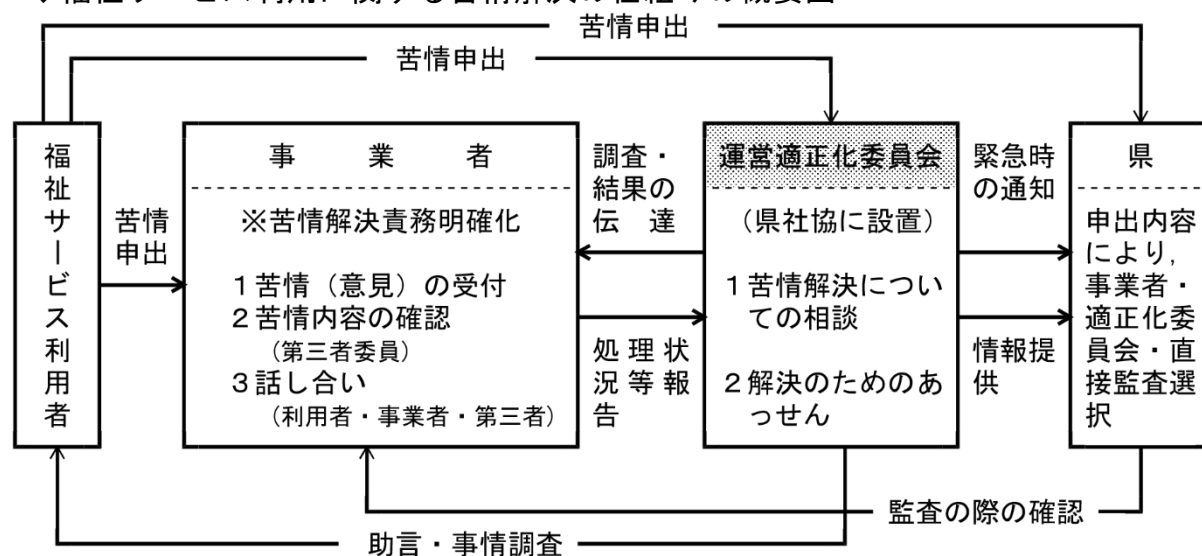 苦情申出
苦情申出
福祉サービス利用者
苦情
申出
事業者
※苦情解決責務明確化
1苦情（意見）の受付
2苦情内容の確認
（第三者委員）
3話し合い
（利用者・事業者・第三者）
調査・
結果の
伝達
処理状
況等報
告
運営適正化委員会
（県社協に設置）
1苦情解決につい
ての相談
2解決のためのあ
っせん
緊急時
の通知
情報提
供
県
申出内容
により，
事業者・
適正化委
員会・直
接監査選
択
監査の際の確認
助言・事情調査